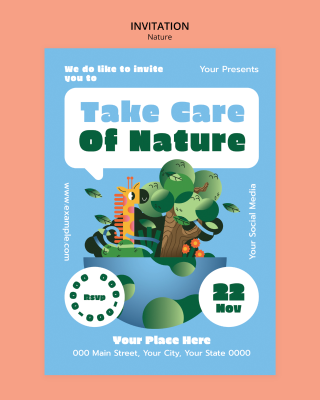 INVITATION
Nature
We do like to invite
you to
Your Presents
Take Care
Of Nature
www.example.com
Your Social Media
Rsvp
22
Nov
Your Place Here
000 Main Street, Your City, Your State 0000